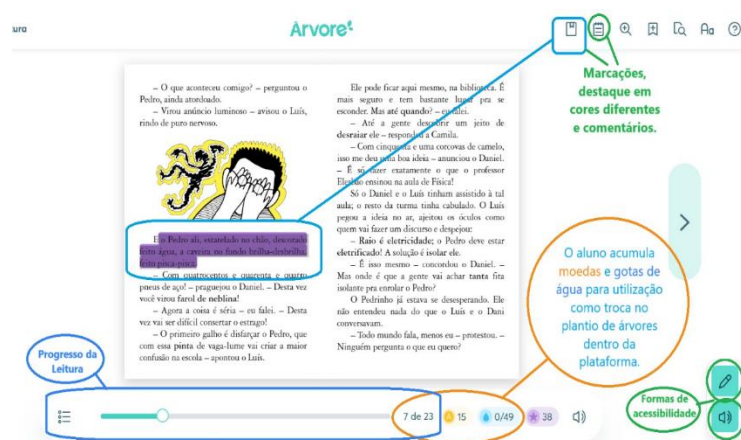 tura
Árvore
Aa
Marcações,
destaque em
cores diferentes
e comentários.
– O que aconteceu comigo? – perguntou o
Pedro, ainda atordoado.
– Virou anúncio luminoso – avisou o Luís,
rindo de puro nervoso.
E o Pedro ali, estatelado no chão, descorado
feito água, a caveira no fundo brilha-desbrilha,
feito pisca-pisca.
– Com quatrocentos e quarenta e quatro
pneus de aço! – praguejou o Daniel. – Desta vez
você virou farol de neblina!
– Agora a coisa é séria – eu falei. – Desta
vez vai ser difícil consertar o estrago!
– O primeiro galho é disfarçar o Pedro, que
com essa pinta de vaga-lume vai criar a maior
confusão na escola – apontou o Luís.
Ele pode ficar aqui mesmo, na biblioteca. É
mais seguro e tem bastante lugar pra se
esconder. Mas até quando? – eu falei.
– Até a gente descobrir um jeito de
desraiar ele – respondeu a Camila.
– Com cinquenta e uma corcovas de camelo,
isso me deu uma boa ideia – anunciou o Daniel.
– É só fazer exatamente o que o professor
Elesbão ensinou na aula de Física!
Só o Daniel e o Luís tinham assistido à tal
aula; o resto da turma tinha cabulado. O Luís
pegou a ideia no ar, ajeitou os óculos como
quem vai fazer um discurso e despejou:
– Raio é eletricidade; o Pedro deve estar
eletrificado! A solução é isolar ele.
– É isso mesmo – concordou o Daniel. –
Mas onde é que a gente vai achar tanta fita
isolante pra enrolar o Pedro?
O Pedrinho já estava se desesperando. Ele
não entendeu nada do que o Luís e o Dani
conversavam.
– Todo mundo fala, menos eu – protestou. –
Ninguém pergunta o que eu quero?
O aluno acumula
moedas e gotas de
água para utilização
como troca no
plantio de árvores
dentro da
plataforma.
Progresso da
Leitura
7 de 23
15
0/49
38
Formas de
acessibilidade